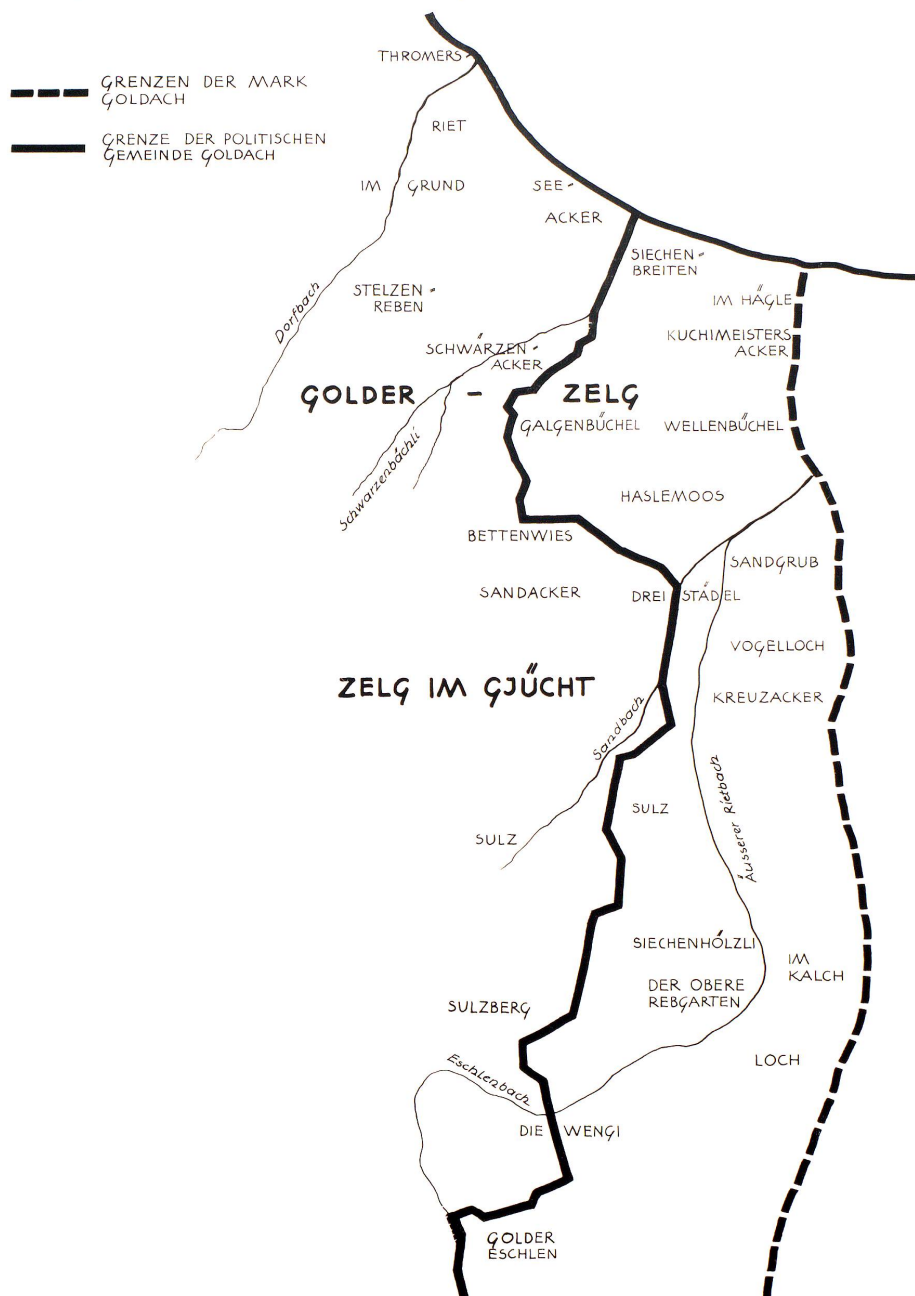 GRENZEN DER MARK
GOLDACH
GRENZE DER POLITISCHEN
GEMEINDE GOLDACH
THROMERS-
RIET
IM GRUND
SEE-
ACKER
SIECHEN-
BREITEN
Dorfbach
STELZEN-
REBEN
IM HÄGLE
KUCHIMEISTERS
ACKER
SCHWÄRZEN-
ACKER
GOLDER - ZELG
GALGENBÜCHEL
WELLENBÜCHEL
Schwarzenbächli
HASLEMOOS
BETTENWIES
SANDGRUB
SANDACKER
DREI STÄDEL
VOGELLOCH
ZELG IM GJÜCHT
KREUZACKER
Sandbach
Äusserer Rietbach
SULZ
SULZ
SIECHENHÖLZLI
IM
KALCH
DER OBERE
REBGARTEN
SULZBERG
LOCH
Eschlenbach
DIE WENGI
GOLDER
ESCHLEN